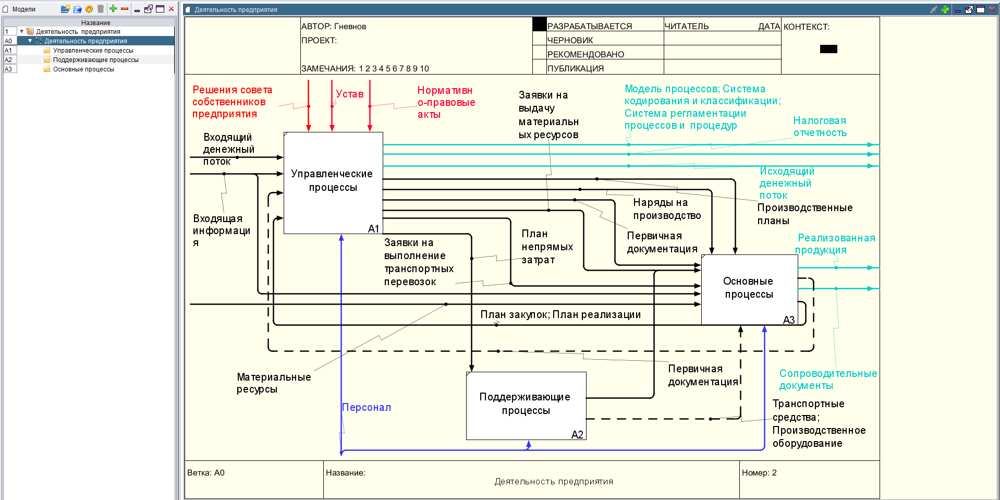 Модели
Название
1 Деятельность предприятия
A0 Деятельность предприятия
A1 Управленческие процессы
A2 Поддерживающие процессы
A3 Основные процессы
Деятельность предприятия
АВТОР: Гневнов
ПРОЕКТ:
ЗАМЕЧАНИЯ: 1 2 3 4 5 6 7 8 9 10
РАЗРАБАТЫВАЕТСЯ
ЧЕРНОВИК
РЕКОМЕНДОВАНО
ПУБЛИКАЦИЯ
ЧИТАТЕЛЬ
ДАТА
КОНТЕКСТ:
Решения совета
собственников
предприятия
Устав
Нормативн
о-правовые
акты
Заявки на
выдачу
материальн
ых ресурсов
Модель процессов; Система
кодирования и классификации;
Система регламентации
процессов и процедур
Налоговая
отчетность
Входящий
денежный
поток
Управленческие
процессы
A1
Исходящий
денежный
поток
Наряды на
производство
Производственные
планы
Входящая
информаци
я
План
непрямых
затрат
Первичная
документация
Заявки на
выполнение
транспортных
перевозок
Реализованная
продукция
Основные
процессы
A3
План закупок; План реализации
Материальные
ресурсы
Первичная
документация
Сопроводительные
документы
Поддерживающие
процессы
A2
Персонал
Транспортные
средства;
Производственное
оборудование
Ветка: A0
Название:
Деятельность предприятия
Номер: 2